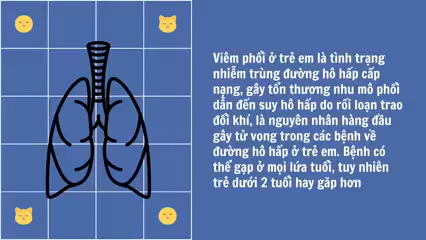 Viêm phổi ở trẻ em là tình trạng
nhiễm trùng đường hô hấp cấp
nạng, gây tổn thương nhu mô phổi
dẫn đến suy hô hấp do rối loạn trao
đổi khí, là nguyên nhân hàng đầu
gây tử vong trong các bệnh về
đường hô hấp ở trẻ em. Bệnh có
thể gạp ở mọi lứa tuổi, tuy nhiên
trẻ dưới 2 tuổi hay găp hơn